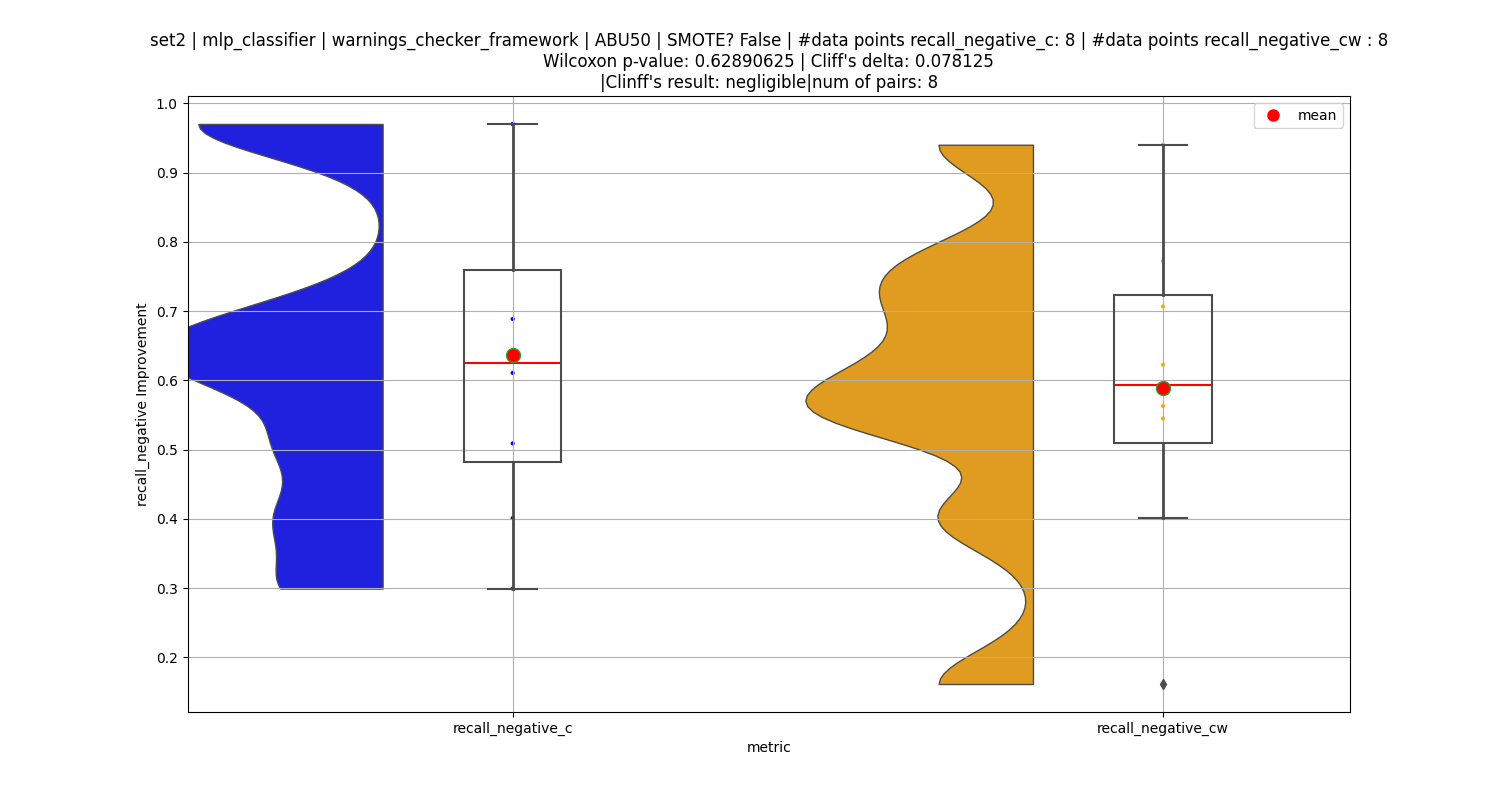 set2 | mlp_classifier | warnings_checker_framework | ABU50 | SMOTE? False | #data points recall_negative_c: 8 | #data points recall_negative_cw : 8
Wilcoxon p-value: 0.62890625 | Cliff's delta: 0.078125
|Clinff's result: negligible|num of pairs: 8
mean
1.0
0.9
0.8
0.7
0.6
0.5
0.4
0.3
0.2
recall_negative Improvement
recall_negative_c
recall_negative_cw
metric